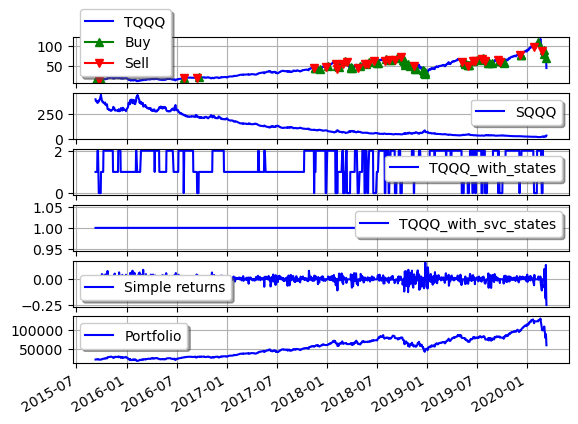 TQQQ
Buy
Sell
100
50
SQQQ
250
0
TQQQ_with_states
2
0
TQQQ_with_svc_states
1.05
1.00
0.95
Simple returns
0.00
−0.25
Portfolio
100000
50000
2015-07
2016-01
2016-07
2017-01
2017-07
2018-01
2018-07
2019-01
2019-07
2020-01